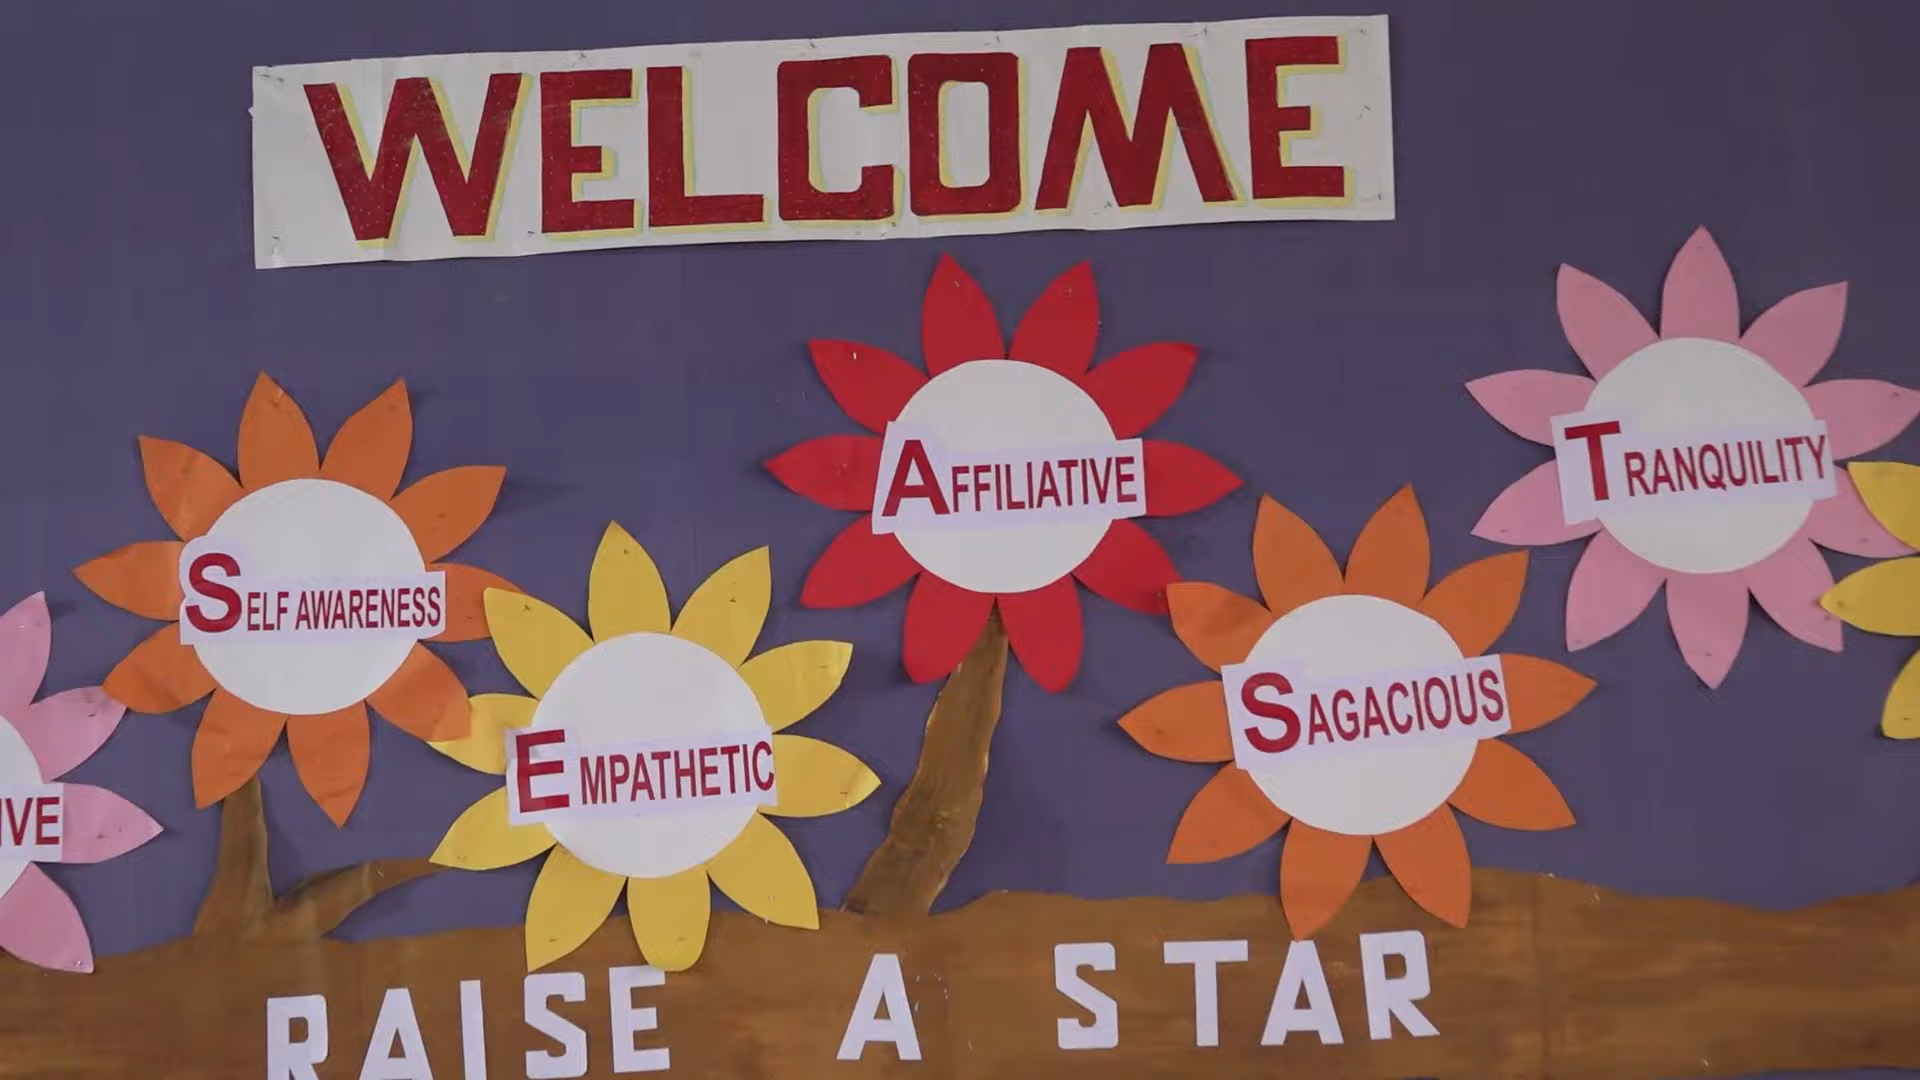 WELCOME
SELF AWARENESS
EMPATHETIC
AFFILIATIVE
SAGACIOUS
TRANQUILITY
RAISE A STAR